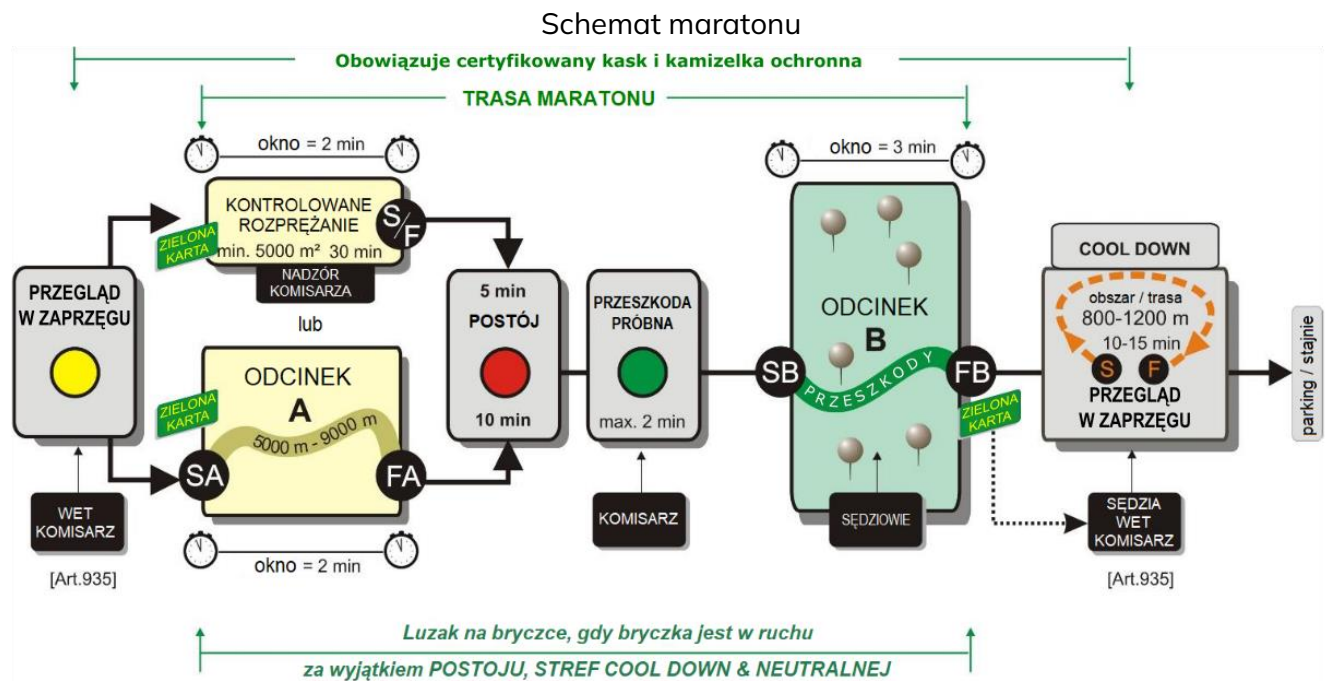 Schemat maratonu
Obowiązuje certyfikowany kask i kamizelka ochronna
TRASA MARATONU
okno = 2 min
okno = 3 min
KONTROLOWANE
ROZPRĘŻANIE
min. 5000 m² 30 min
S/F
ZIELONA
KARTA
NADZÓR
KOMISARZA
lub
PRZEGLĄD
W ZAPRZĘGU
WET
KOMISARZ
[Art.935]
ZIELONA
KARTA
ODCINEK
A
5000 m - 9000 m
SA
FA
okno = 2 min
5 min
POSTÓJ
10 min
PRZESZKODA
PRÓBNA
max. 2 min
KOMISARZ
ODCINEK
B
SB
PRZESZKODY
FB
SĘDZIOWIE
ZIELONA
KARTA
COOL DOWN
obszar / trasa
800-1200 m
10-15 min
S
F
PRZEGLĄD
W ZAPRZĘGU
SĘDZIA
WET
KOMISARZ
[Art.935]
parking / stajnie
Luzak na bryczce, gdy bryczka jest w ruchu
za wyjątkiem POSTOJU, STREF COOL DOWN & NEUTRALNEJ